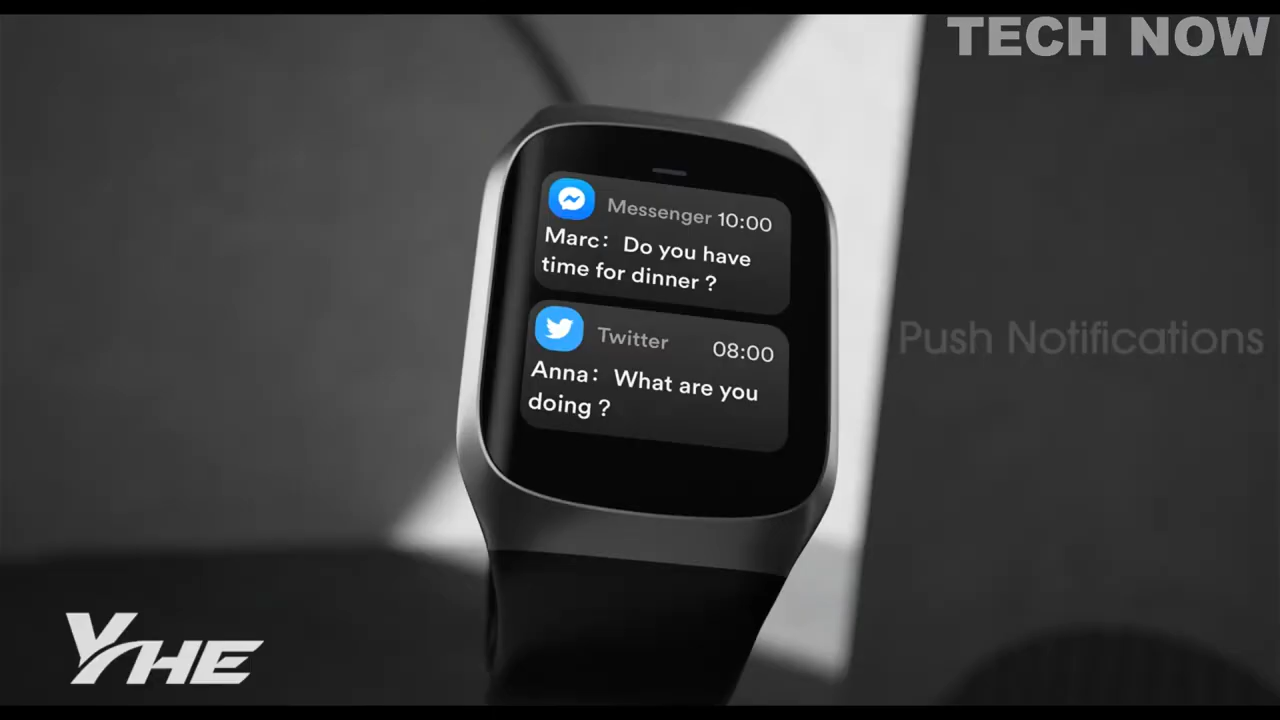 TECH NOW
Messenger 10:00
Marc: Do you have
time for dinner ?
Twitter 08:00
Anna: What are you
doing ?
Push Notifications
YHE